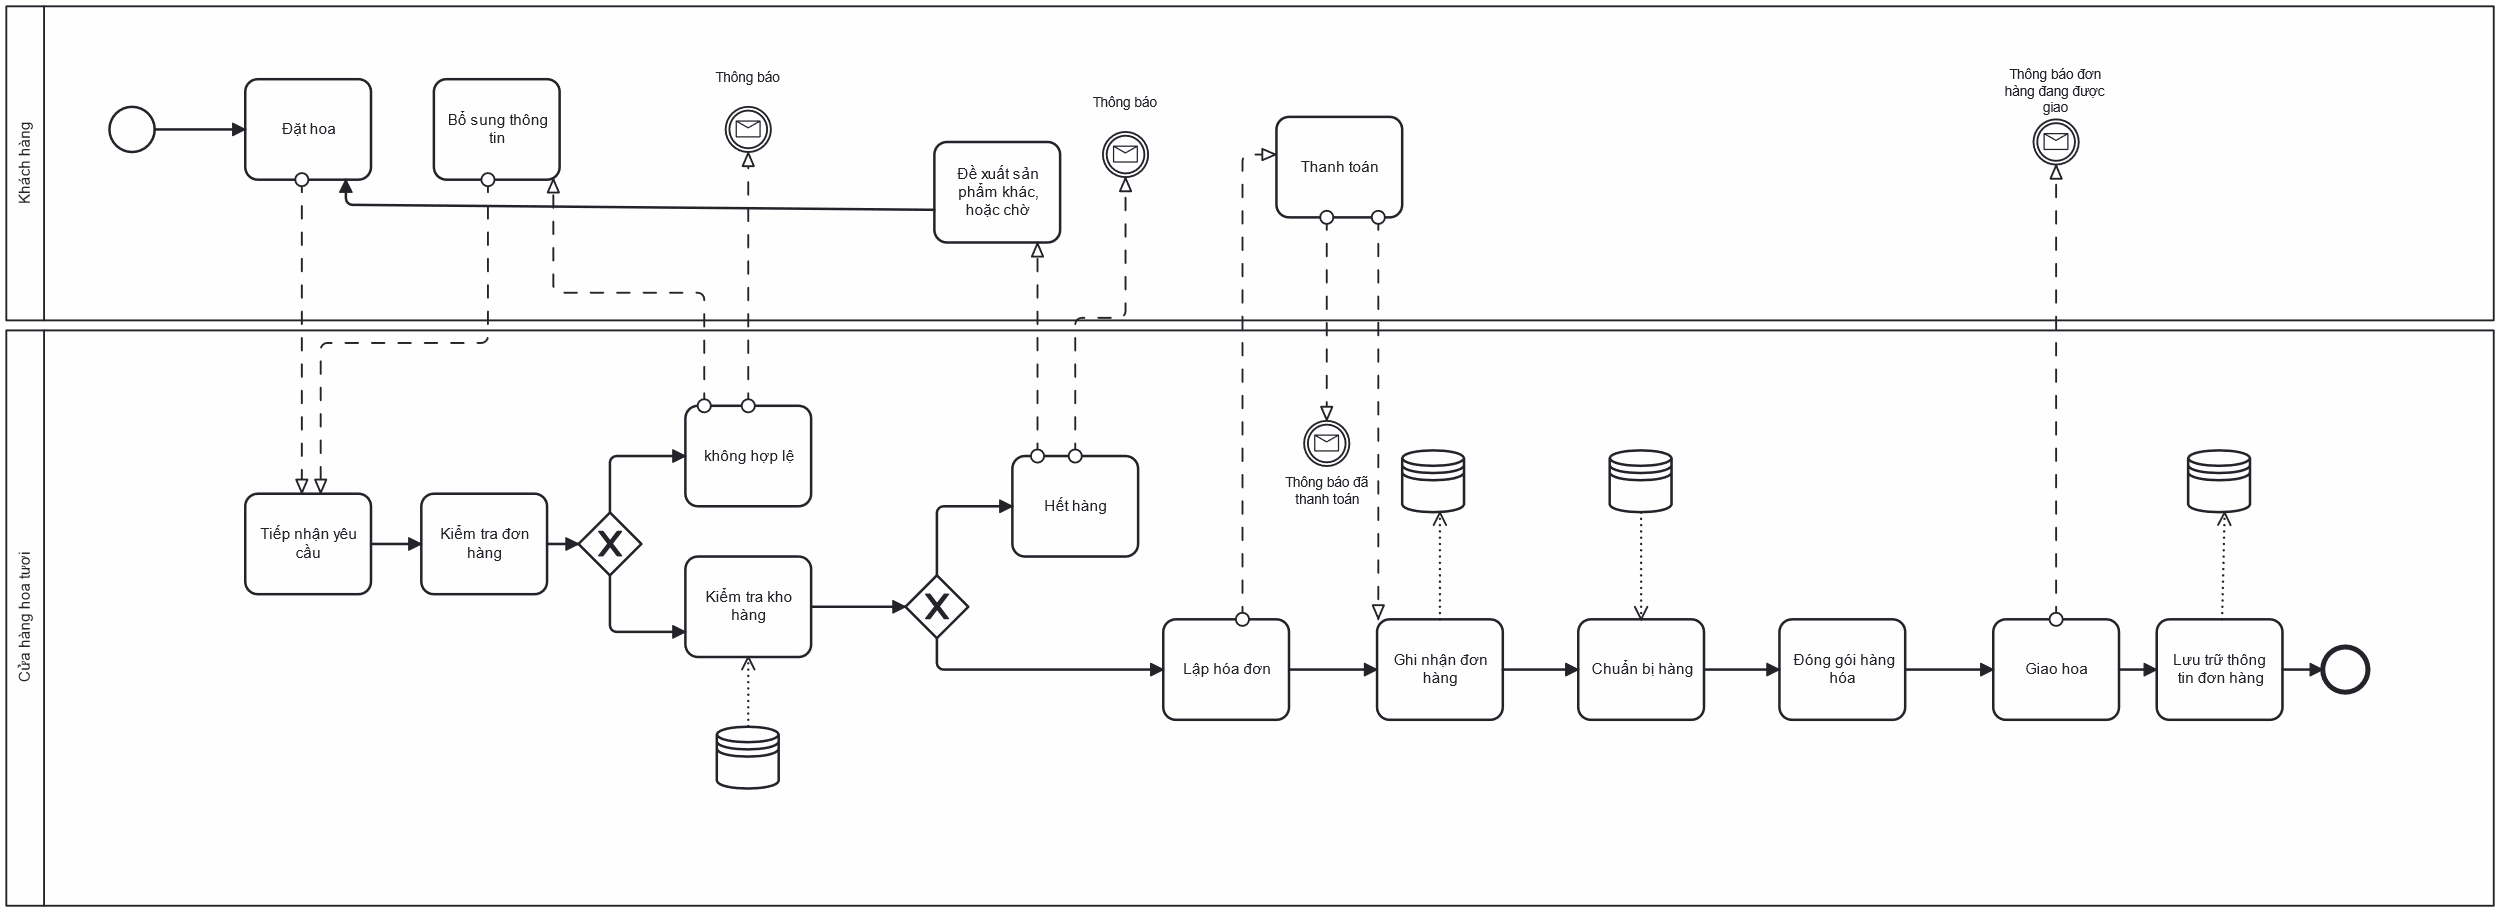 Khách hàng
Đặt hoa
Bổ sung thông
tin
Thông báo
Đề xuất sản
phẩm khác,
hoặc chờ
Thông báo
Thanh toán
Thông báo đơn
hàng đang được
giao
Cửa hàng hoa tươi
Tiếp nhận yêu
cầu
Kiểm tra đơn
hàng
X
không hợp lệ
Kiểm tra kho
hàng
X
Hết hàng
Lập hóa đơn
Thông báo đã
thanh toán
Ghi nhận đơn
hàng
Chuẩn bị hàng
Đóng gói hàng
hóa
Giao hoa
Lưu trữ thông
tin đơn hàng